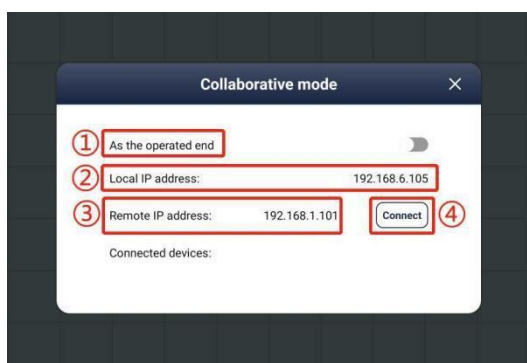 Collaborative mode
① As the operated end
② Local IP address: 192.168.6.105
③ Remote IP address: 192.168.1.101 Connect ④
Connected devices: